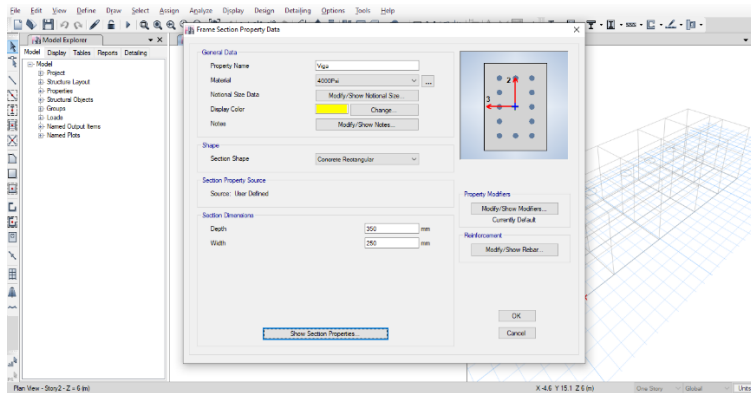 File Edit View Define Draw Select Assign Analyze Display Design Detailing Options Tools Help
Model Explorer
Model Display Tables Reports Detailing
Model
Project
Structure Layout
Properties
Structural Objects
Groups
Loads
Named Output Items
Named Plots
Frame Section Property Data
General Data
Property Name Viga
Material 4000Psi ...
Notional Size Data Modify/Show Notional Size...
Display Color Change...
Notes Modify/Show Notes...
Shape
Section Shape Concrete Rectangular
Section Property Source
Source: User Defined
Section Dimensions
Depth 350 mm
Width 250 mm
Show Section Properties...
2
3
Property Modifiers
Modify/Show Modifiers...
Currently Default
Reinforcement
Modify/Show Rebar...
OK
Cancel
Plan View - Story2 - Z = 6 (m) X -4.6 Y 15.1 Z 6 (m) One Story Global Units